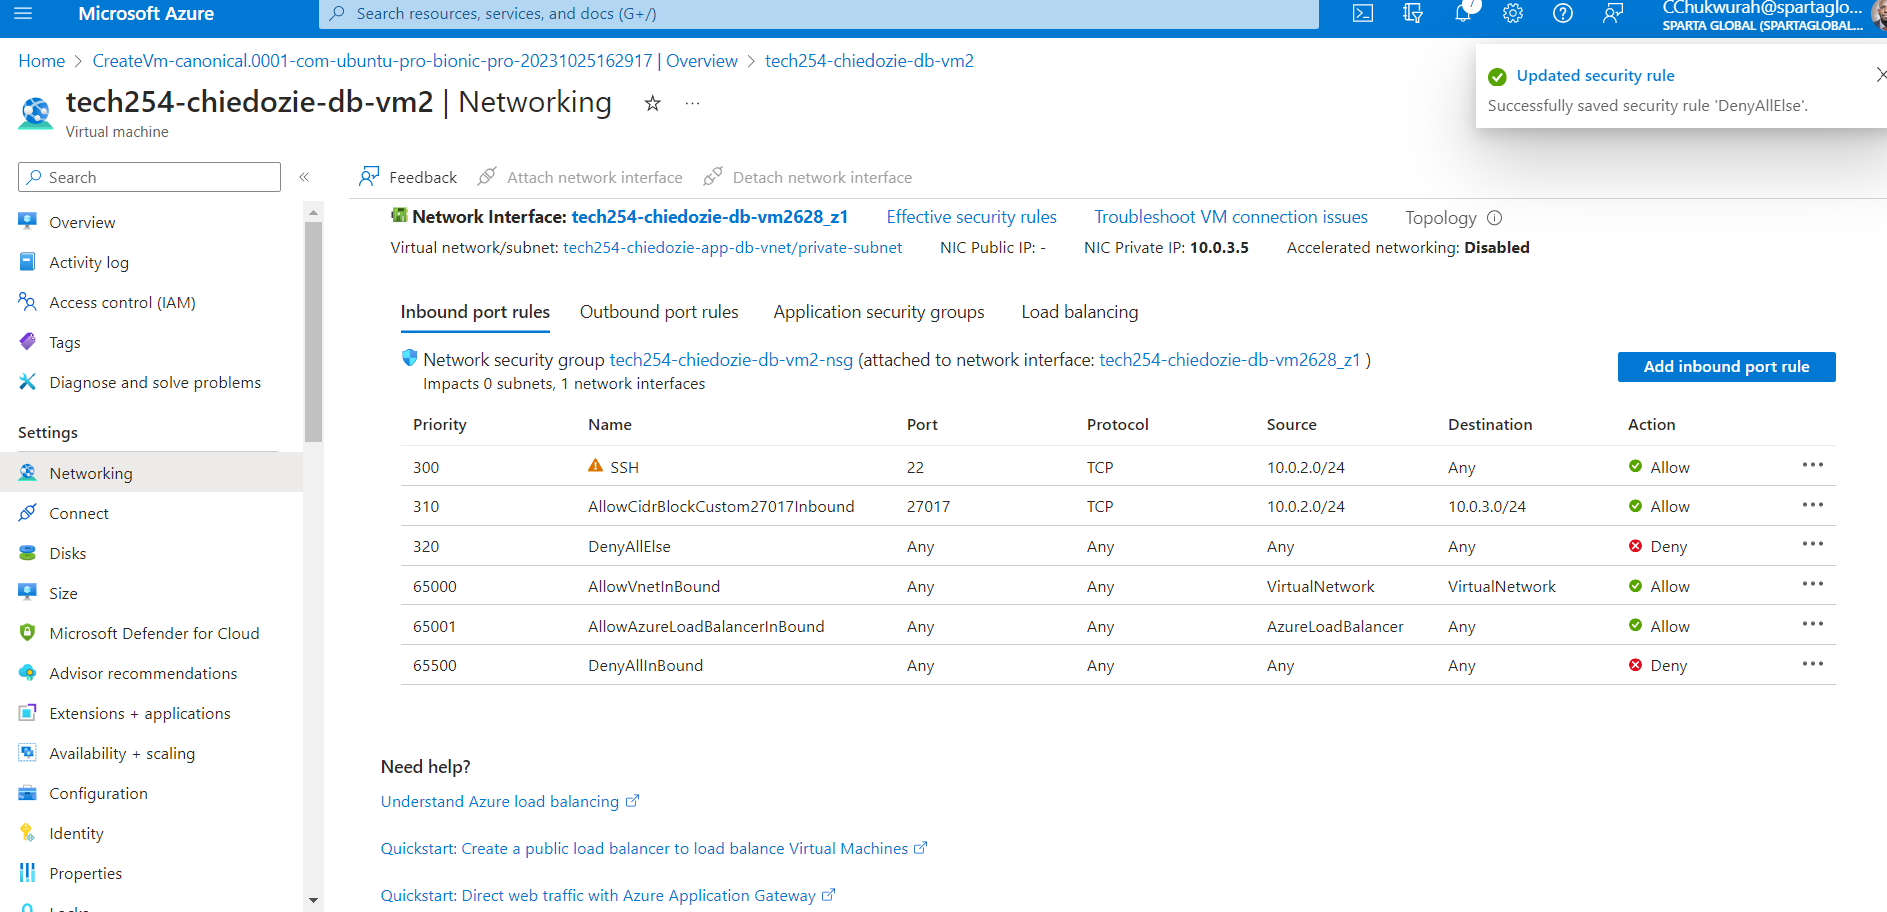 Microsoft Azure
Search resources, services, and docs (G+/)
7
CChukwurah@spartaglo...
SPARTA GLOBAL (SPARTAGLOBAL...
Home > CreateVm-canonical.0001-com-ubuntu-pro-bionic-pro-20231025162917 | Overview > tech254-chiedozie-db-vm2
Updated security rule
Successfully saved security rule 'DenyAllElse'.
tech254-chiedozie-db-vm2 | Networking
Virtual machine
Search
Feedback
Attach network interface
Detach network interface
Overview
Activity log
Access control (IAM)
Tags
Diagnose and solve problems
Settings
Networking
Connect
Disks
Size
Microsoft Defender for Cloud
Advisor recommendations
Extensions + applications
Availability + scaling
Configuration
Identity
Properties
Locks
Network Interface: tech254-chiedozie-db-vm2628_z1 Effective security rules Troubleshoot VM connection issues Topology
Virtual network/subnet: tech254-chiedozie-app-db-vnet/private-subnet NIC Public IP: - NIC Private IP: 10.0.3.5 Accelerated networking: Disabled
Inbound port rules Outbound port rules Application security groups Load balancing
Network security group tech254-chiedozie-db-vm2-nsg (attached to network interface: tech254-chiedozie-db-vm2628_z1 )
Impacts 0 subnets, 1 network interfaces
Add inbound port rule
Priority Name Port Protocol Source Destination Action
300 SSH 22 TCP 10.0.2.0/24 Any Allow
310 AllowCidrBlockCustom27017Inbound 27017 TCP 10.0.2.0/24 10.0.3.0/24 Allow
320 DenyAllElse Any Any Any Any Deny
65000 AllowVnetInBound Any Any VirtualNetwork VirtualNetwork Allow
65001 AllowAzureLoadBalancerInBound Any Any AzureLoadBalancer Any Allow
65500 DenyAllInBound Any Any Any Any Deny
Need help?
Understand Azure load balancing
Quickstart: Create a public load balancer to load balance Virtual Machines
Quickstart: Direct web traffic with Azure Application Gateway